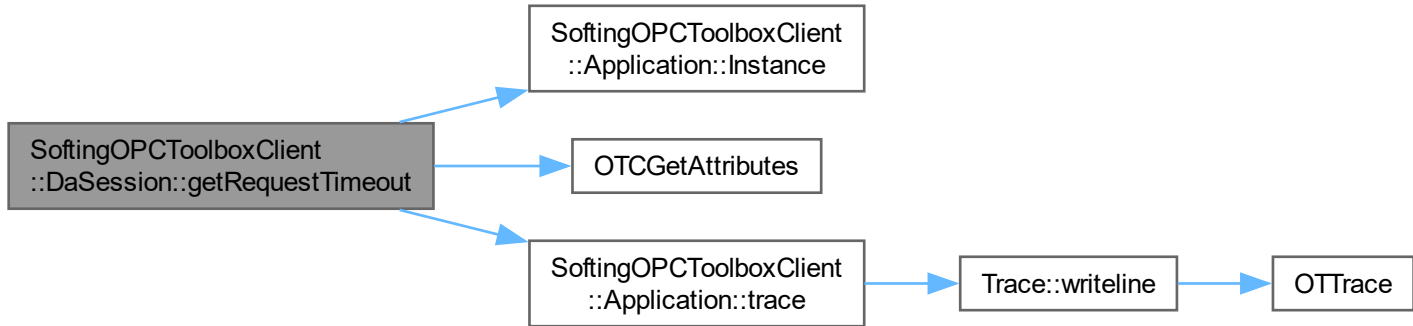 SoftingOPCToolboxClient
::Application::Instance
SoftingOPCToolboxClient
::DaSession::getRequestTimeout
OTCGetAttributes
SoftingOPCToolboxClient
::Application::trace
Trace::writeline
OTTrace